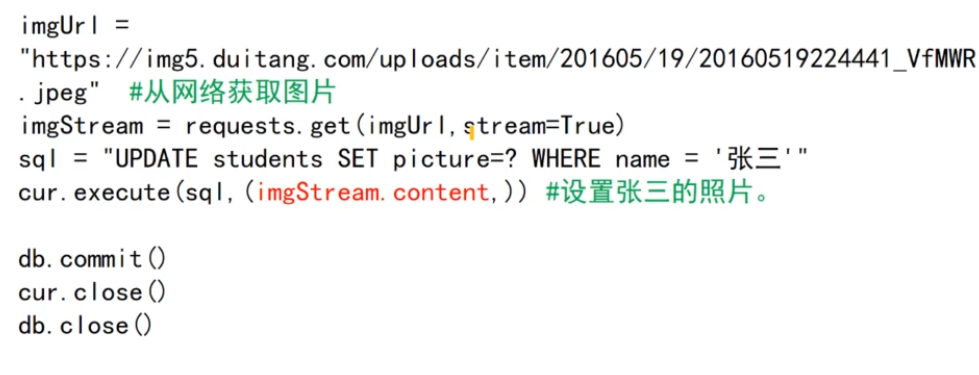 imgUrl =
"https://img5.duitang.com/uploads/item/201605/19/20160519224441_VfMWR
.jpeg"  #从网络获取图片
imgStream = requests.get(imgUrl,stream=True)
sql = "UPDATE students SET picture=? WHERE name = '张三'"
cur.execute(sql,(imgStream.content,)) #设置张三的照片。
db.commit()
cur.close()
db.close()